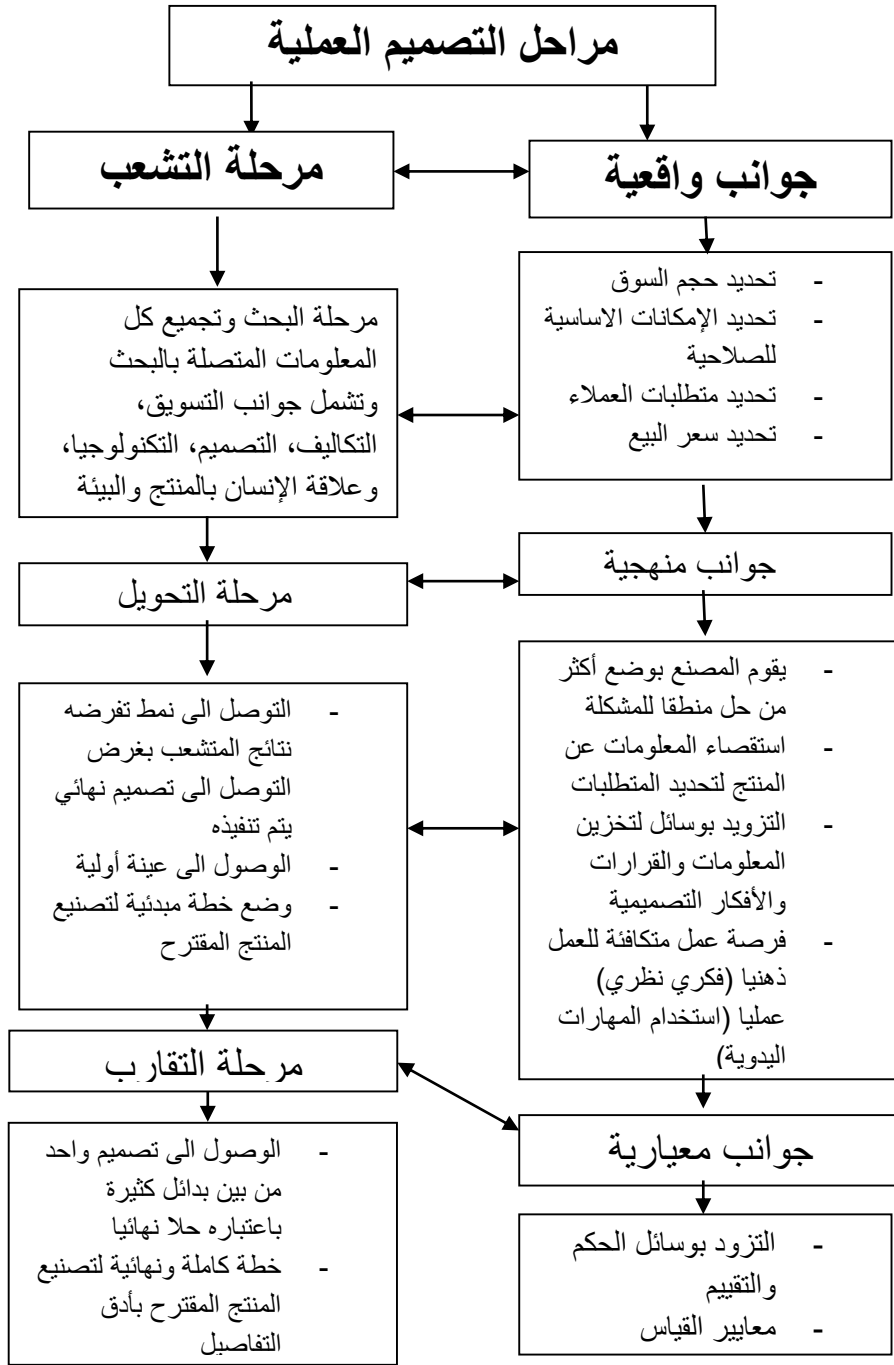 مراحل التصميم العملية
جوانب واقعية
مرحلة التشعب
- تحديد حجم السوق
- تحديد الإمكانات الاساسية
للصلاحية
- تحديد متطلبات العملاء
- تحديد سعر البيع
مرحلة البحث وتجميع كل
المعلومات المتصلة بالبحث
وتشمل جوانب التسويق،
التكاليف، التصميم، التكنولوجيا،
وعلاقة الإنسان بالمنتج والبيئة
جوانب منهجية
مرحلة التحويل
- يقوم المصنع بوضع أكثر
من حل منطقا للمشكلة
- استقصاء المعلومات عن
المنتج لتحديد المتطلبات
- التزويد بوسائل لتخزين
المعلومات والقرارات
والأفكار التصميمية
- فرصة عمل متكافئة للعمل
ذهنيا (فكري نظري)
عمليا (استخدام المهارات
اليدوية)
- التوصل الى نمط تفرضه
نتائج المتشعب بغرض
التوصل الى تصميم نهائي
يتم تنفيذه
- الوصول الى عينة أولية
- وضع خطة مبدئية لتصنيع
المنتج المقترح
جوانب معيارية
مرحلة التقارب
- التزود بوسائل الحكم
والتقييم
- معايير القياس
- الوصول الى تصميم واحد
من بين بدائل كثيرة
باعتباره حلا نهائيا
- خطة كاملة ونهائية لتصنيع
المنتج المقترح بأدق
التفاصيل